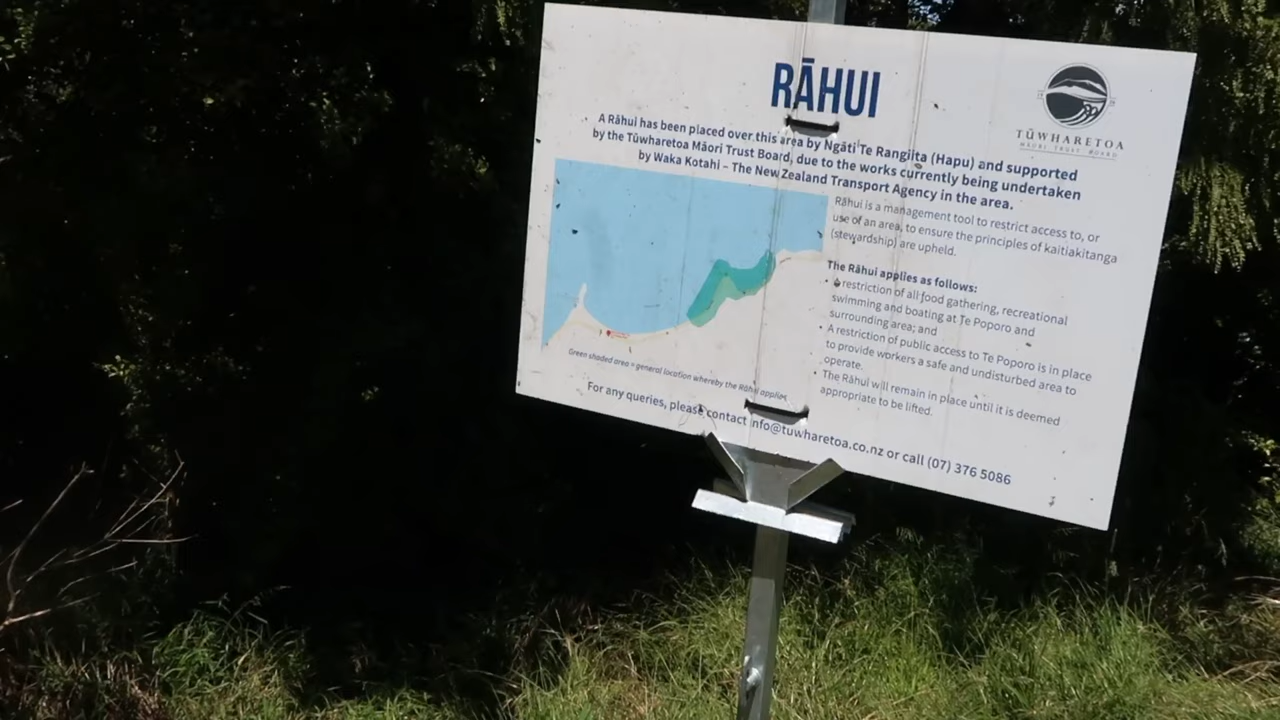 RĀHUI
TŪWHARETOA
MĀORI TRUST BOARD
A Rāhui has been placed over this area by Ngāti Te Rangiita (Hapu) and supported
by the Tūwharetoa Māori Trust Board, due to the works currently being undertaken
by Waka Kotahi – The New Zealand Transport Agency in the area.
Rāhui is a management tool to restrict access to, or
use of an area, to ensure the principles of kaitiakitanga
(stewardship) are upheld.
The Rāhui applies as follows:
• A restriction of all food gathering, recreational
swimming and boating at Te Poporo and
surrounding area; and
• A restriction of public access to Te Poporo is in place
to provide workers a safe and undisturbed area to
operate.
• The Rāhui will remain in place until it is deemed
appropriate to be lifted.
Green shaded area = general location whereby the Rāhui applies
For any queries, please contact info@tuwharetoa.co.nz or call (07) 376 5086